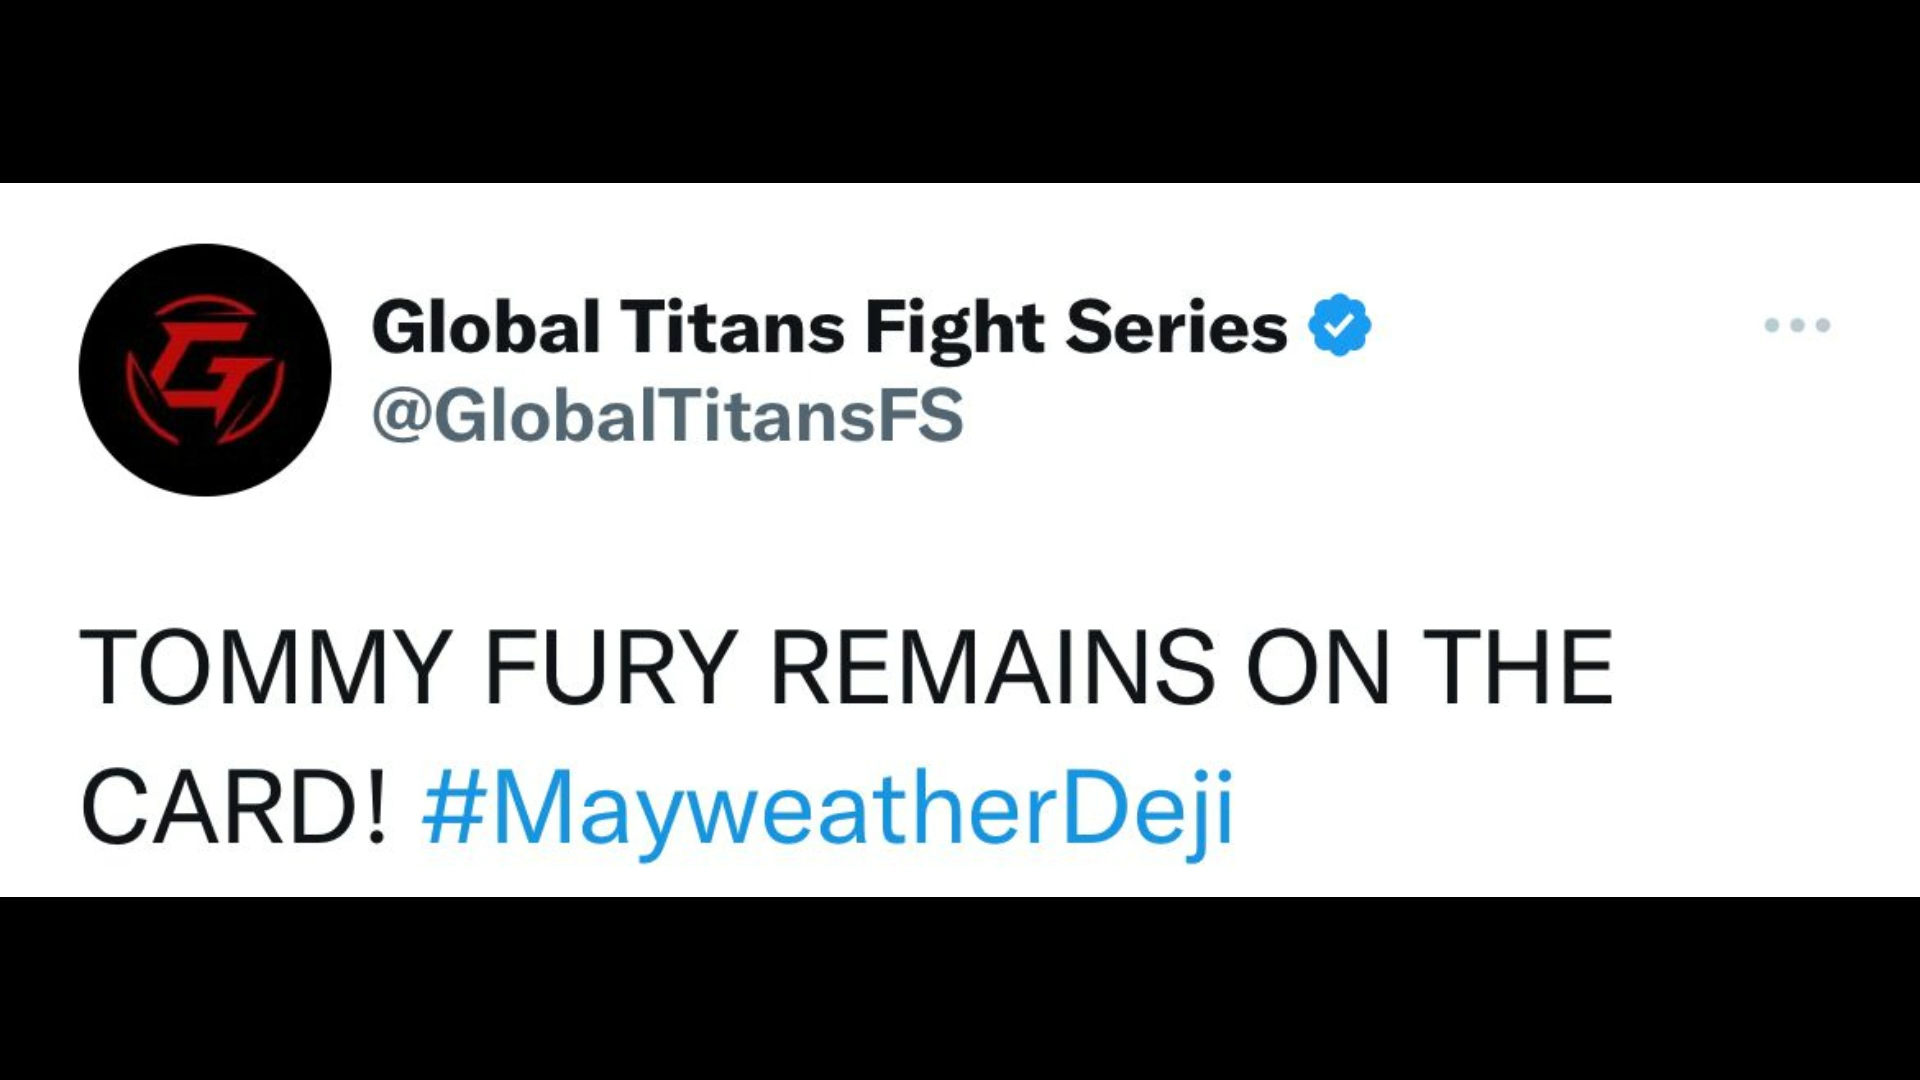 Global Titans Fight Series
@GlobalTitansFS
TOMMY FURY REMAINS ON THE
CARD! #MayweatherDeji